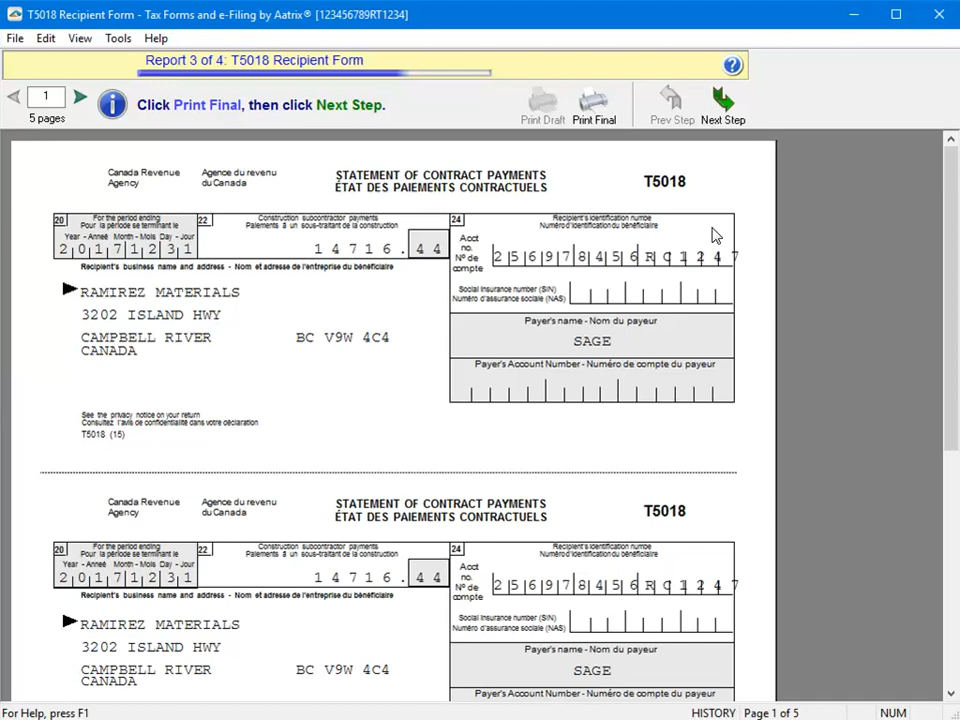 T5018 Recipient Form - Tax Forms and e-Filing by Aatrix® [123456789RT1234]
File Edit View Tools Help
Report 3 of 4: T5018 Recipient Form
1
5 pages
Click Print Final, then click Next Step.
Print Draft Print Final Prev Step Next Step
Canada Revenue Agency
Agence du revenu du Canada
STATEMENT OF CONTRACT PAYMENTS
ÉTAT DES PAIEMENTS CONTRACTUELS
T5018
20 For the period ending
Pour la période se terminant le
Year - Année Month - Mois Day - Jour
20171231
22 Construction subcontractor payments
Paiements à un sous-traitant de la construction
14716.44
24 Recipient's identification numbe
Numéro d'identification du bénéficiaire
Acct no.
Nº de compte
256978456RC1247
Recipient's business name and address - Nom et adresse de l'entreprise du bénéficiaire
Social Insurance number (SIN)
Numéro d'assurance sociale (NAS)
RAMIREZ MATERIALS
3202 ISLAND HWY
CAMPBELL RIVER BC V9W 4C4
CANADA
Payer's name - Nom du payeur
SAGE
Payer's Account Number - Numéro de compte du payeur
See the privacy notice on your return
Consultez l'avis de confidentialité dans votre déclaration
T5018 (15)
Canada Revenue Agency
Agence du revenu du Canada
STATEMENT OF CONTRACT PAYMENTS
ÉTAT DES PAIEMENTS CONTRACTUELS
T5018
20 For the period ending
Pour la période se terminant le
Year - Année Month - Mois Day - Jour
20171231
22 Construction subcontractor payments
Paiements à un sous-traitant de la construction
14716.44
24 Recipient's identification numbe
Numéro d'identification du bénéficiaire
Acct no.
Nº de compte
256978456RC1247
Recipient's business name and address - Nom et adresse de l'entreprise du bénéficiaire
Social Insurance number (SIN)
Numéro d'assurance sociale (NAS)
RAMIREZ MATERIALS
3202 ISLAND HWY
CAMPBELL RIVER BC V9W 4C4
CANADA
Payer's name - Nom du payeur
SAGE
Payer's Account Number - Numéro de compte du payeur
For Help, press F1 HISTORY Page 1 of 5 NUM